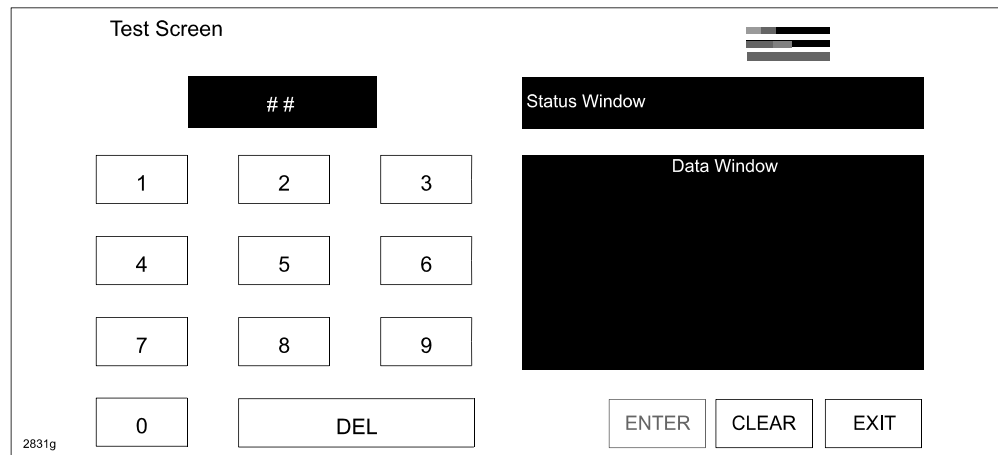 Test Screen
# #
Status Window
Data Window
1 2 3
4 5 6
7 8 9
0 DEL
ENTER CLEAR EXIT
2831g